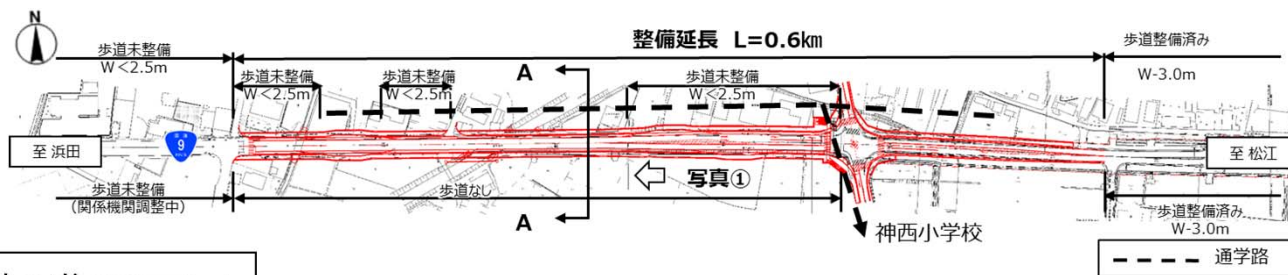 N
歩道未整備
W<2.5m
整備延長 L=0.6km
歩道整備済み
W-3.0m
歩道未整備
W<2.5m
歩道未整備
W<2.5m
A
歩道未整備
W<2.5m
至 浜田
国道
9
至 松江
歩道未整備
(関係機関調整中)
歩道なし
写真①
A
神西小学校
歩道整備済み
W-3.0m
通学路